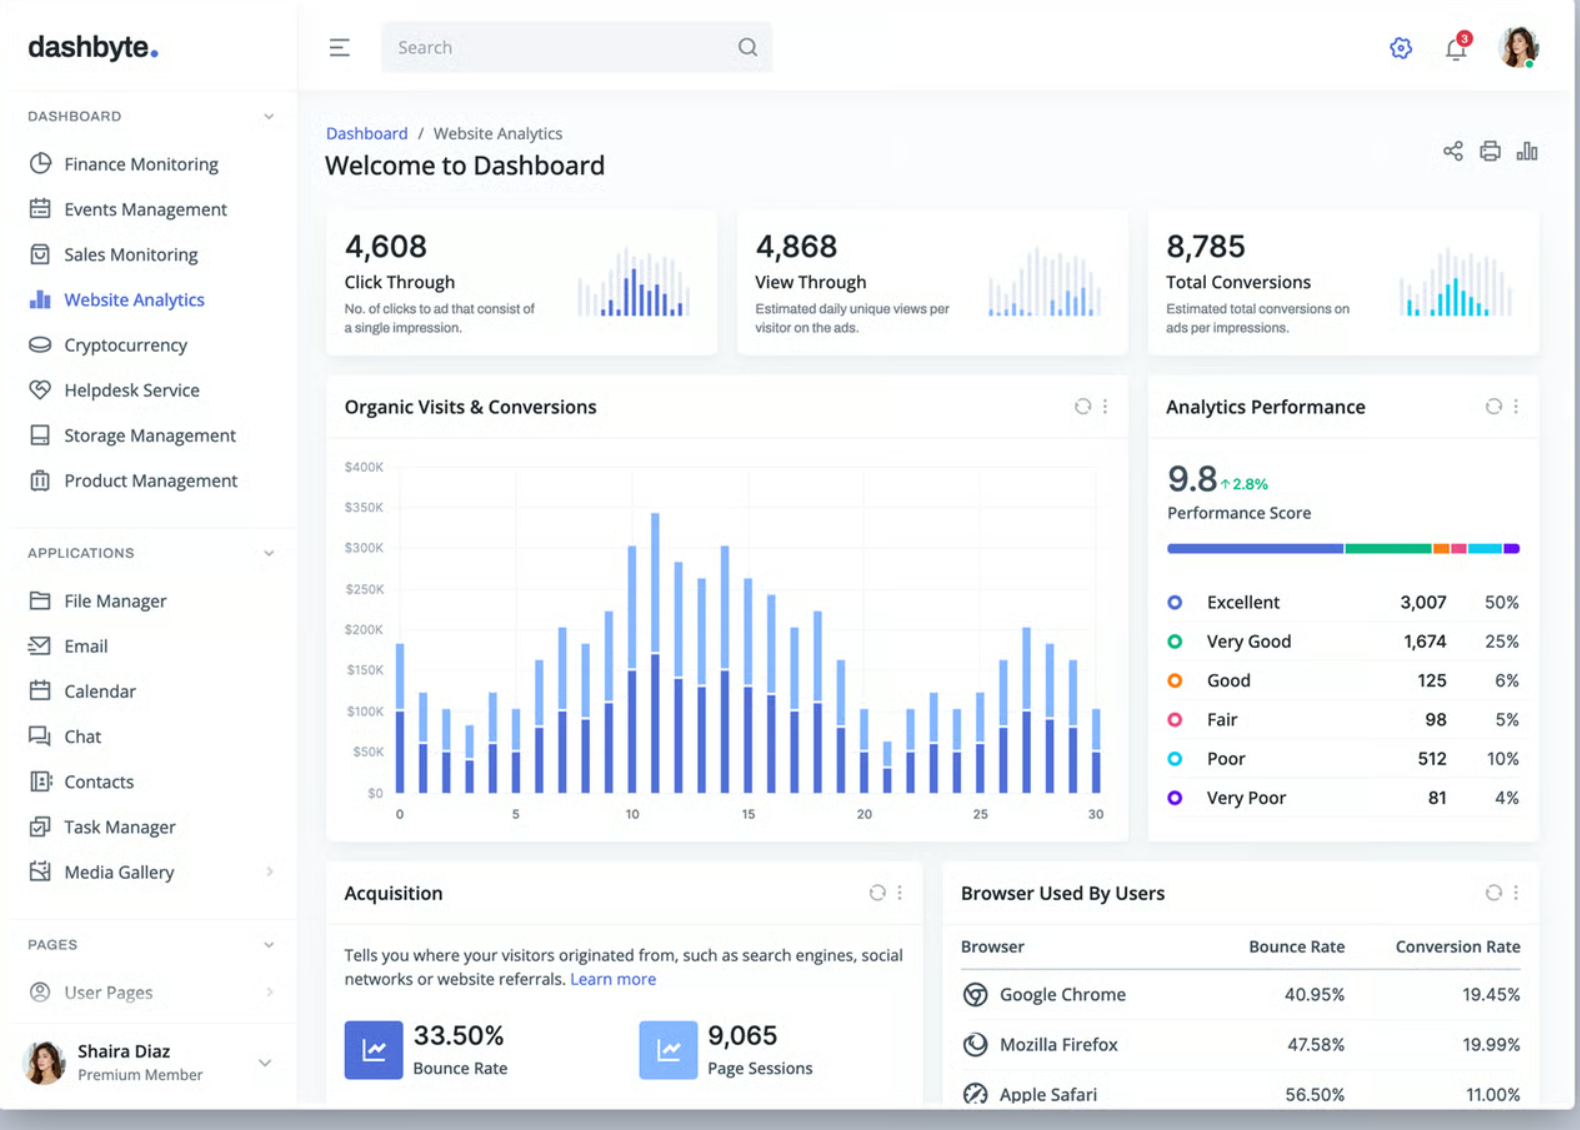 dashbyte.
Search
3
DASHBOARD
Finance Monitoring
Events Management
Sales Monitoring
Website Analytics
Cryptocurrency
Helpdesk Service
Storage Management
Product Management
APPLICATIONS
File Manager
Email
Calendar
Chat
Contacts
Task Manager
Media Gallery
PAGES
User Pages
Shaira Diaz
Premium Member
Dashboard / Website Analytics
Welcome to Dashboard
4,608
Click Through
No. of clicks to ad that consist of
a single impression.
4,868
View Through
Estimated daily unique views per
visitor on the ads.
8,785
Total Conversions
Estimated total conversions on
ads per impressions.
Organic Visits & Conversions
$400K
$350K
$300K
$250K
$200K
$150K
$100K
$50K
$0
0 5 10 15 20 25 30
Analytics Performance
9.8 ↑ 2.8%
Performance Score
Excellent 3,007 50%
Very Good 1,674 25%
Good 125 6%
Fair 98 5%
Poor 512 10%
Very Poor 81 4%
Acquisition
Tells you where your visitors originated from, such as search engines, social
networks or website referrals. Learn more
33.50%
Bounce Rate
9,065
Page Sessions
Browser Used By Users
Browser Bounce Rate Conversion Rate
Google Chrome 40.95% 19.45%
Mozilla Firefox 47.58% 19.99%
Apple Safari 56.50% 11.00%